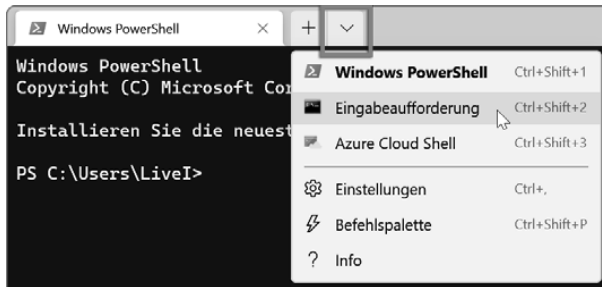 Windows PowerShell
Windows PowerShell
Copyright (C) Microsoft Cor
Installieren Sie die neuest
PS C:\Users\LiveI>
Windows PowerShell Ctrl+Shift+1
Eingabeaufforderung Ctrl+Shift+2
Azure Cloud Shell Ctrl+Shift+3
Einstellungen Ctrl+,
Befehlspalette Ctrl+Shift+P
Info